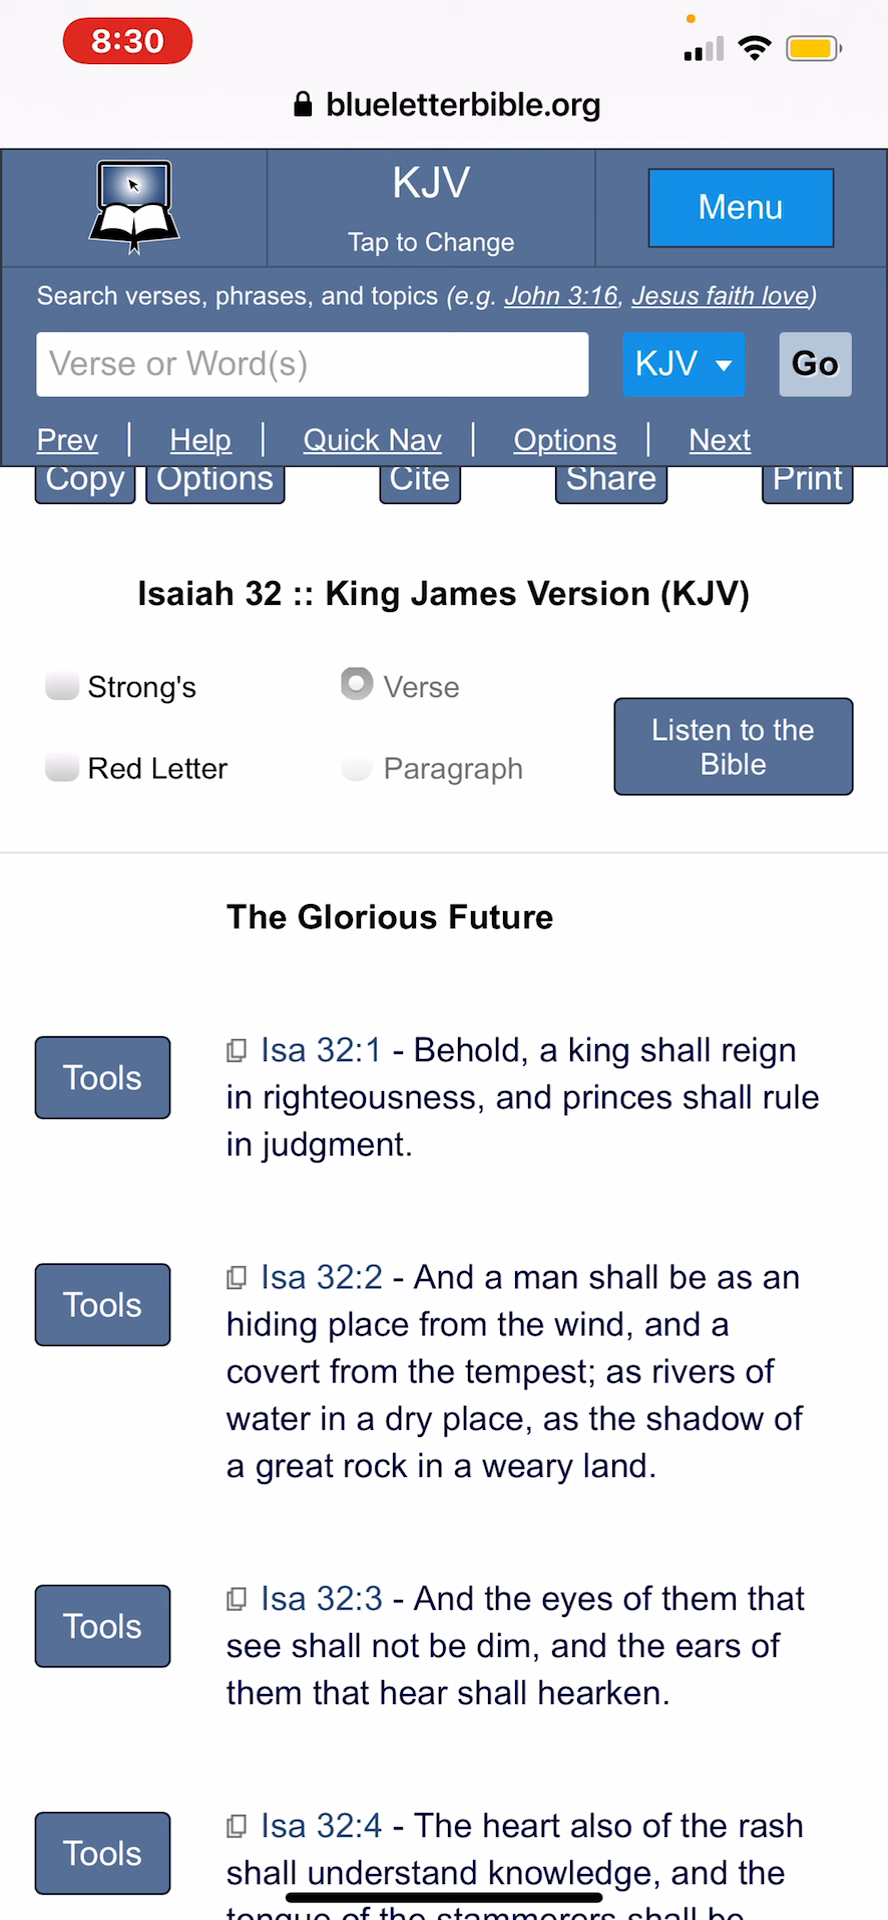 8:30
blueletterbible.org
KJV
Tap to Change
Menu
Search verses, phrases, and topics (e.g. John 3:16, Jesus faith love)
Verse or Word(s)
KJV
Go
Prev | Help | Quick Nav | Options | Next
Copy Options Cite Share Print
Isaiah 32 :: King James Version (KJV)
Strong's
Verse
Red Letter
Paragraph
Listen to the
Bible
The Glorious Future
Tools
Isa 32:1 - Behold, a king shall reign
in righteousness, and princes shall rule
in judgment.
Tools
Isa 32:2 - And a man shall be as an
hiding place from the wind, and a
covert from the tempest; as rivers of
water in a dry place, as the shadow of
a great rock in a weary land.
Tools
Isa 32:3 - And the eyes of them that
see shall not be dim, and the ears of
them that hear shall hearken.
Tools
Isa 32:4 - The heart also of the rash
shall understand knowledge, and the
tongue of the stammerers shall be